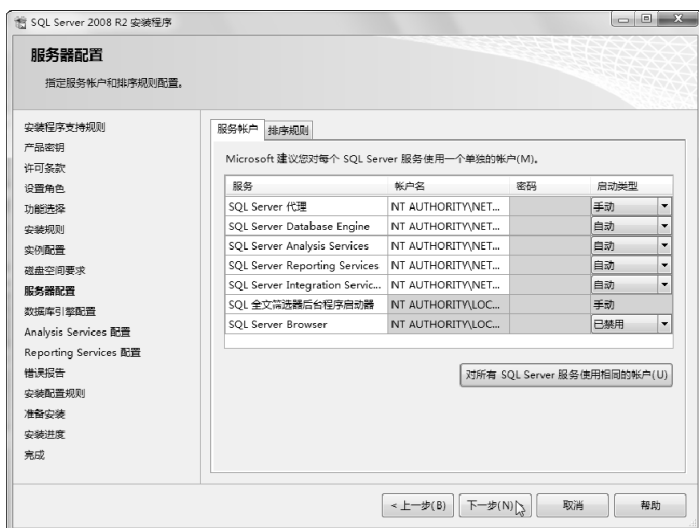 SQL Server 2008 R2 安装程序
服务器配置
指定服务帐户和排序规则配置。
安装程序支持规则
产品密钥
许可条款
设置角色
功能选择
安装规则
实例配置
磁盘空间要求
服务器配置
数据库引擎配置
Analysis Services 配置
Reporting Services 配置
错误报告
安装配置规则
准备安装
安装进度
完成
服务帐户 排序规则
Microsoft 建议您对每个 SQL Server 服务使用一个单独的帐户(M)。
服务 帐户名 密码 启动类型
SQL Server 代理 NT AUTHORITY\NET... 手动
SQL Server Database Engine NT AUTHORITY\NET... 自动
SQL Server Analysis Services NT AUTHORITY\NET... 自动
SQL Server Reporting Services NT AUTHORITY\NET... 自动
SQL Server Integration Servic... NT AUTHORITY\NET... 自动
SQL 全文筛选器后台程序启动器 NT AUTHORITY\LOC... 手动
SQL Server Browser NT AUTHORITY\LOC... 已禁用
对所有 SQL Server 服务使用相同的帐户(U)
<上一步(B) 下一步(N)> 取消 帮助